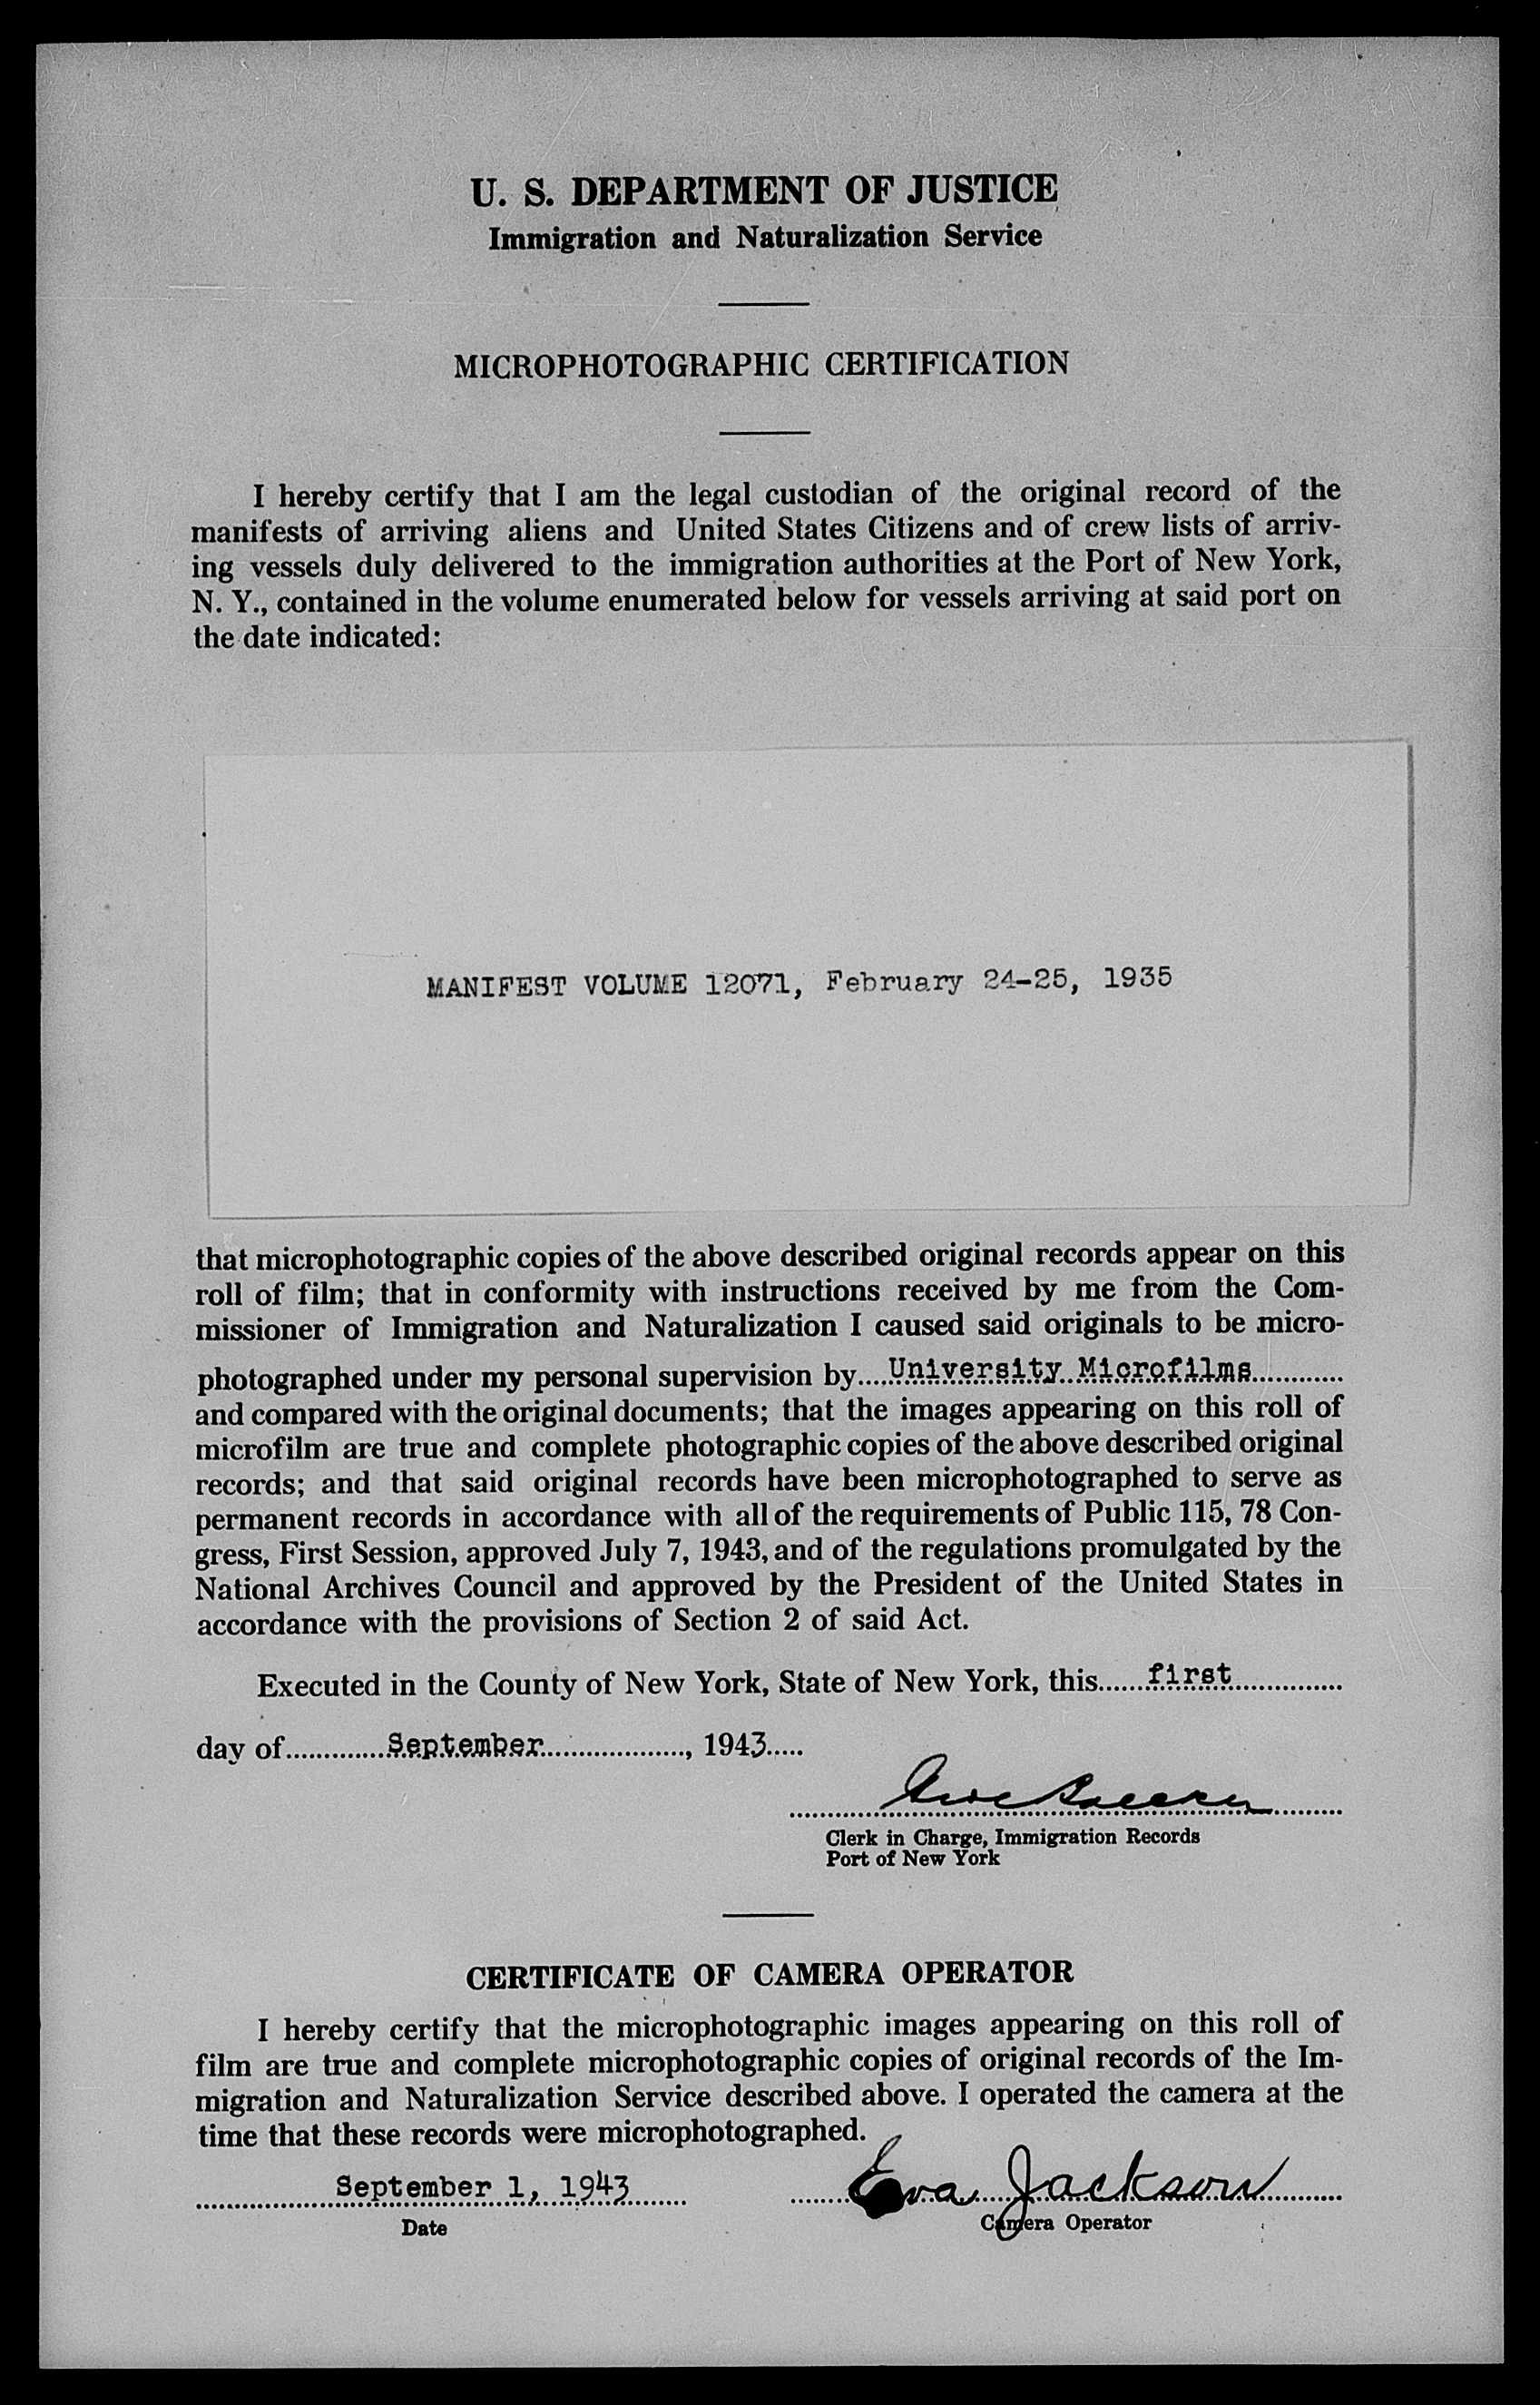 U. S. DEPARTMENT OF JUSTICE
Immigration and Naturalization Service
MICROPHOTOGRAPHIC CERTIFICATION
I hereby certify that I am the legal custodian of the original record of the
manifests of arriving aliens and United States Citizens and of crew lists of arriv-
ing vessels duly delivered to the immigration authorities at the Port of New York,
N. Y., contained in the volume enumerated below for vessels arriving at said port on
the date indicated:
MANIFEST VOLUME 12071, February 24-25, 1935
that microphotographic copies of the above described original records appear on this
roll of film; that in conformity with instructions received by me from the Com-
missioner of Immigration and Naturalization I caused said originals to be micro-
photographed under my personal supervision by.....University Microfilms............
and compared with the original documents; that the images appearing on this roll of
microfilm are true and complete photographic copies of the above described original
records; and that said original records have been microphotographed to serve as
permanent records in accordance with all of the requirements of Public 115, 78 Con-
gress, First Session, approved July 7, 1943, and of the regulations promulgated by the
National Archives Council and approved by the President of the United States in
accordance with the provisions of Section 2 of said Act.
Executed in the County of New York, State of New York, this......first...............
day of.............September..................., 1943.....
Clerk in Charge, Immigration Records
Port of New York
CERTIFICATE OF CAMERA OPERATOR
I hereby certify that the microphotographic images appearing on this roll of
film are true and complete microphotographic copies of original records of the Im-
migration and Naturalization Service described above. I operated the camera at the
time that these records were microphotographed.
September 1, 1943 Eva Jackson
Date Camera Operator